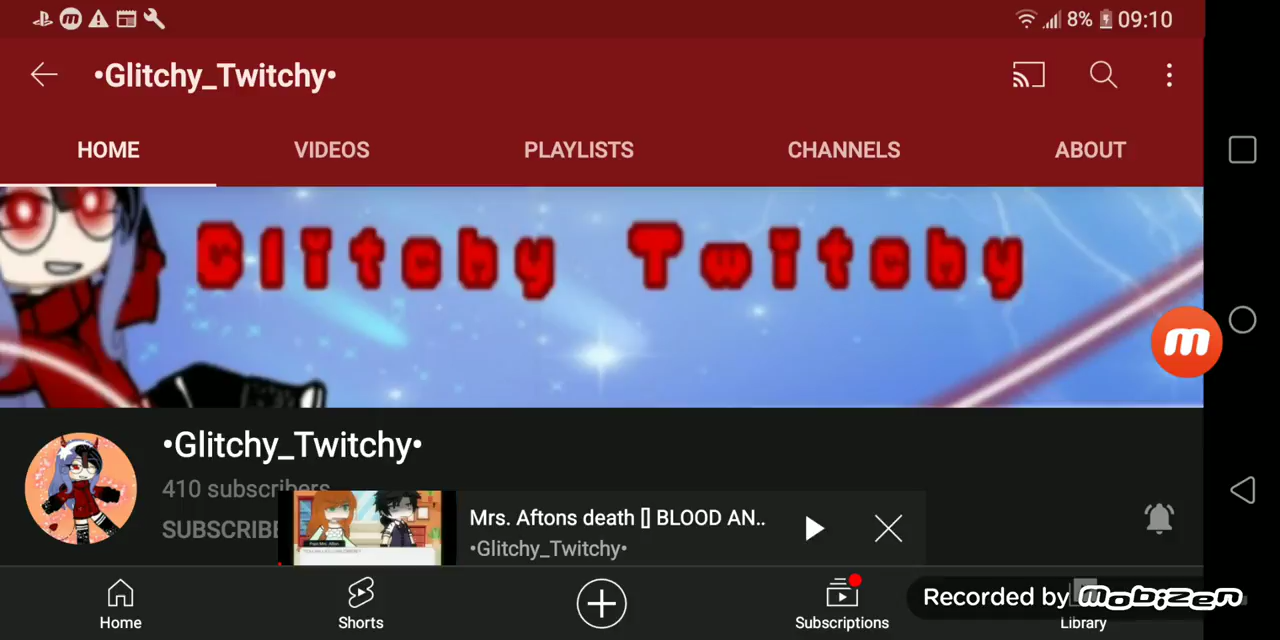 8% 09:10
•Glitchy_Twitchy•
HOME VIDEOS PLAYLISTS CHANNELS ABOUT
Glitchy Twitchy
•Glitchy_Twitchy•
410 subscribers
SUBSCRIBE
Mrs. Aftons death [] BLOOD AN..
•Glitchy_Twitchy•
Home Shorts Subscriptions Library
Recorded by mobizen